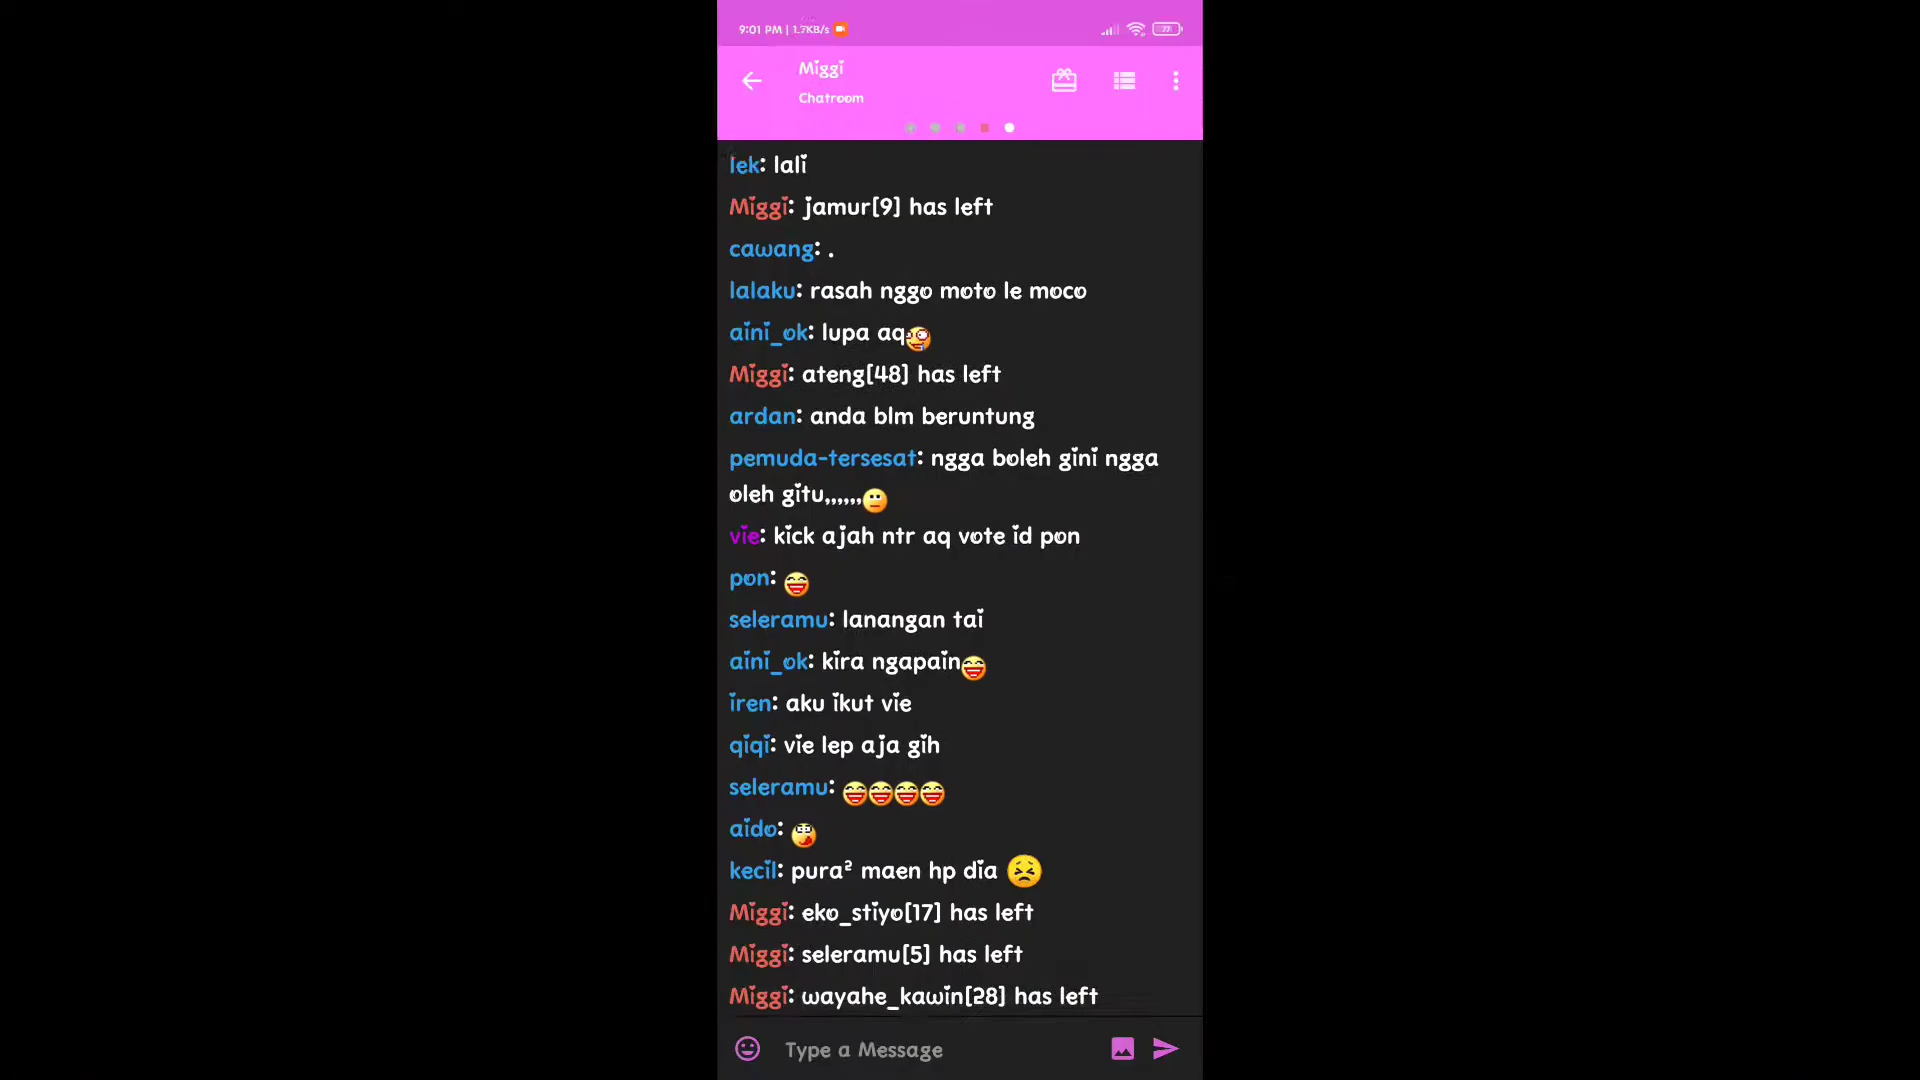 9:01 PM | 1.7KB/s
77
Miggi
Chatroom
lek: lali
Miggi: jamur[9] has left
cawang: .
lalaku: rasah nggo moto le moco
aini_ok: lupa aq
Miggi: ateng[48] has left
ardan: anda blm beruntung
pemuda-tersesat: ngga boleh gini ngga
oleh gitu,,,,,,
vie: kick ajah ntr aq vote id pon
pon:
seleramu: lanangan tai
aini_ok: kira ngapain
iren: aku ikut vie
qiqi: vie lep aja gih
seleramu:
aido:
kecil: pura² maen hp dia
Miggi: eko_stiyo[17] has left
Miggi: seleramu[5] has left
Miggi: wayahe_kawin[28] has left
Type a Message